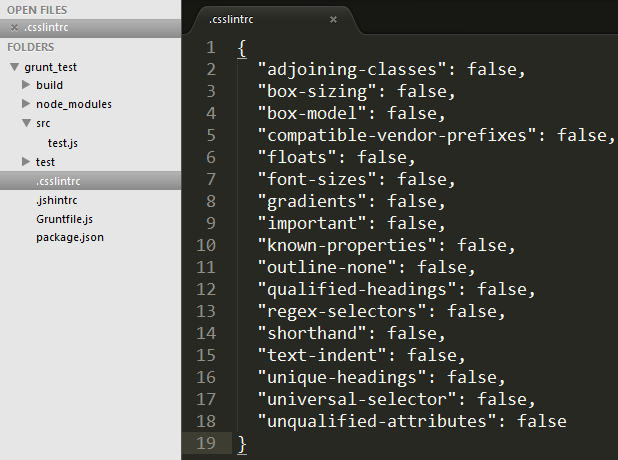 OPEN FILES
.csslintrc
FOLDERS
grunt_test
build
node_modules
src
test.js
test
.csslintrc
.jshintrc
Gruntfile.js
package.json
.csslintrc
1 {
2 "adjoining-classes": false,
3 "box-sizing": false,
4 "box-model": false,
5 "compatible-vendor-prefixes": false,
6 "floats": false,
7 "font-sizes": false,
8 "gradients": false,
9 "important": false,
10 "known-properties": false,
11 "outline-none": false,
12 "qualified-headings": false,
13 "regex-selectors": false,
14 "shorthand": false,
15 "text-indent": false,
16 "unique-headings": false,
17 "universal-selector": false,
18 "unqualified-attributes": false
19 }